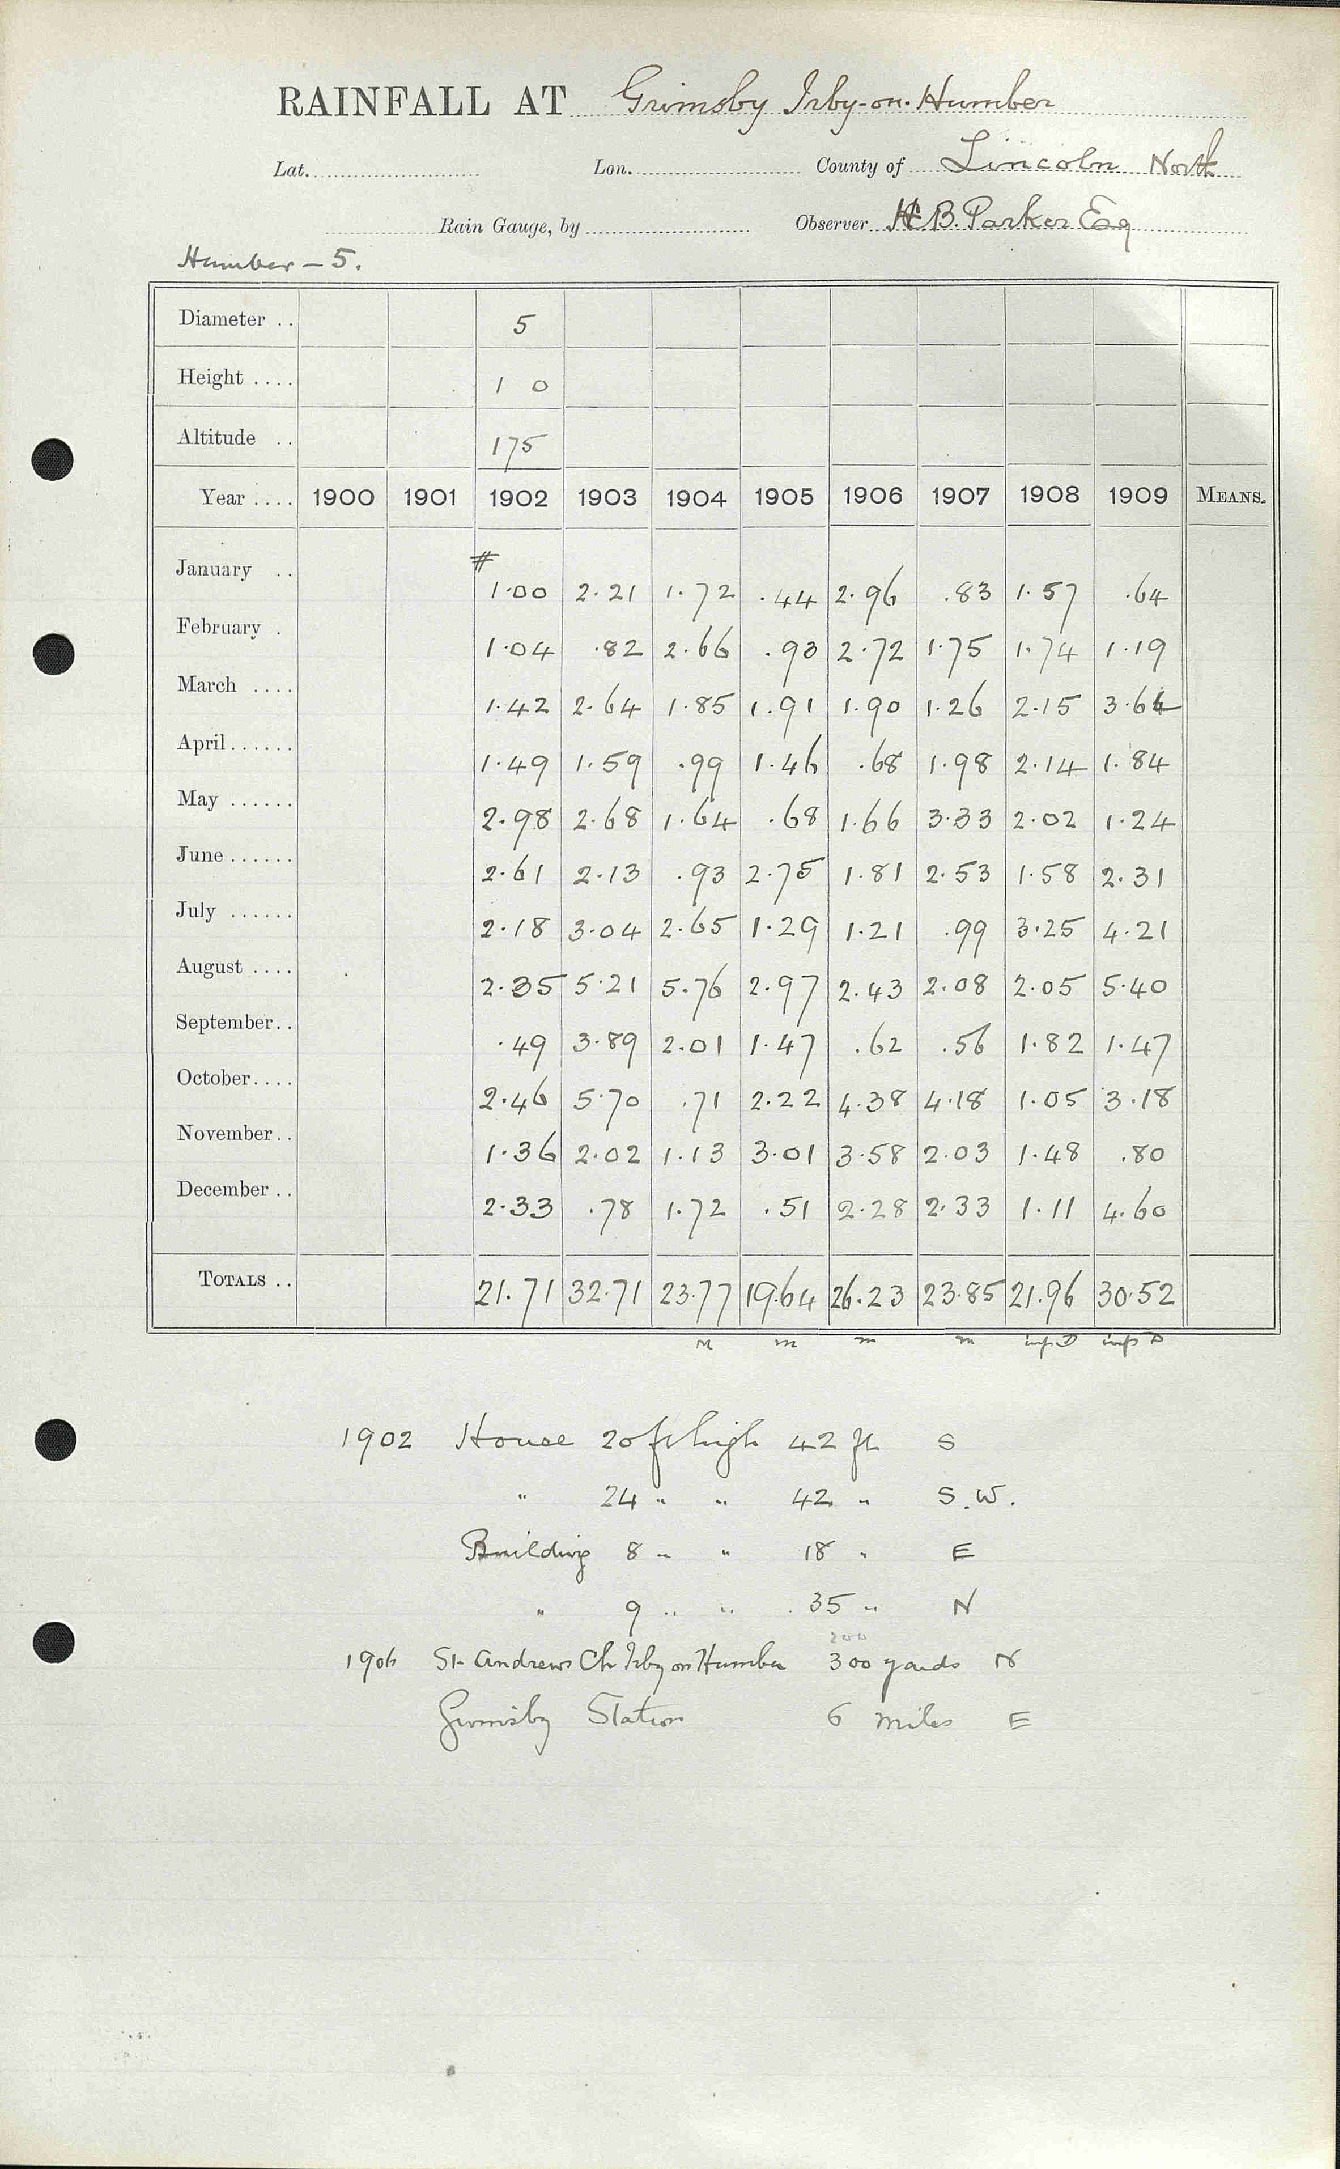 RAINFALL AT Grimsby Irby-on-Humber
Lat. Lon. County of Lincoln North
Rain Gauge, by Observer H.B. Parker Esq
Humber - 5.
Diameter .. 5
Height .... 1 0
Altitude .. 175
Year .... 1900 1901 1902 1903 1904 1905 1906 1907 1908 1909 MEANS.
#
January .. 1.00 2.21 1.72 .44 2.96 .83 1.57 .64
February . 1.04 .82 2.66 .93 2.72 1.75 1.74 1.19
March .... 1.42 2.64 1.85 1.91 1.90 1.26 2.15 3.64
April...... 1.49 1.59 .99 1.46 .68 1.98 2.14 1.84
May ...... 2.98 2.68 1.64 .68 1.66 3.33 2.02 1.24
June...... 2.61 2.13 .93 2.75 1.81 2.53 1.58 2.31
July ...... 2.18 3.04 2.65 1.29 1.21 .99 3.25 4.21
August .... 2.35 5.21 5.76 2.97 2.43 2.08 2.05 5.40
September.. .49 3.89 2.01 1.47 .62 .56 1.82 1.47
October.... 2.46 5.70 .71 2.22 4.38 4.18 1.05 3.18
November.. 1.36 2.02 1.13 3.01 3.58 2.03 1.48 .80
December .. 2.33 .78 1.72 .51 2.28 2.33 1.11 4.60
TOTALS .. 21.71 32.71 23.77 19.64 26.23 23.85 21.96 30.52
M m m m
1902 House 20 ft high 42 ft S
" 24 " " 42 " S.W.
Building 8 " " 18 " E
" 9 " " 35 " N
200
1906 St Andrews Ch Irby on Humber 300 yards N
Grimsby Station 6 miles E